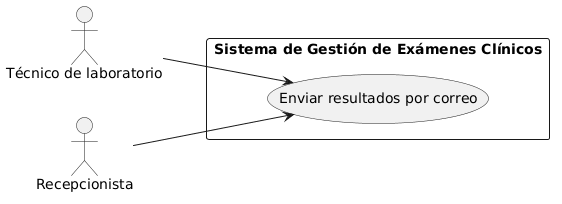 Sistema de Gestión de Exámenes Clínicos
Técnico de laboratorio
Enviar resultados por correo
Recepcionista